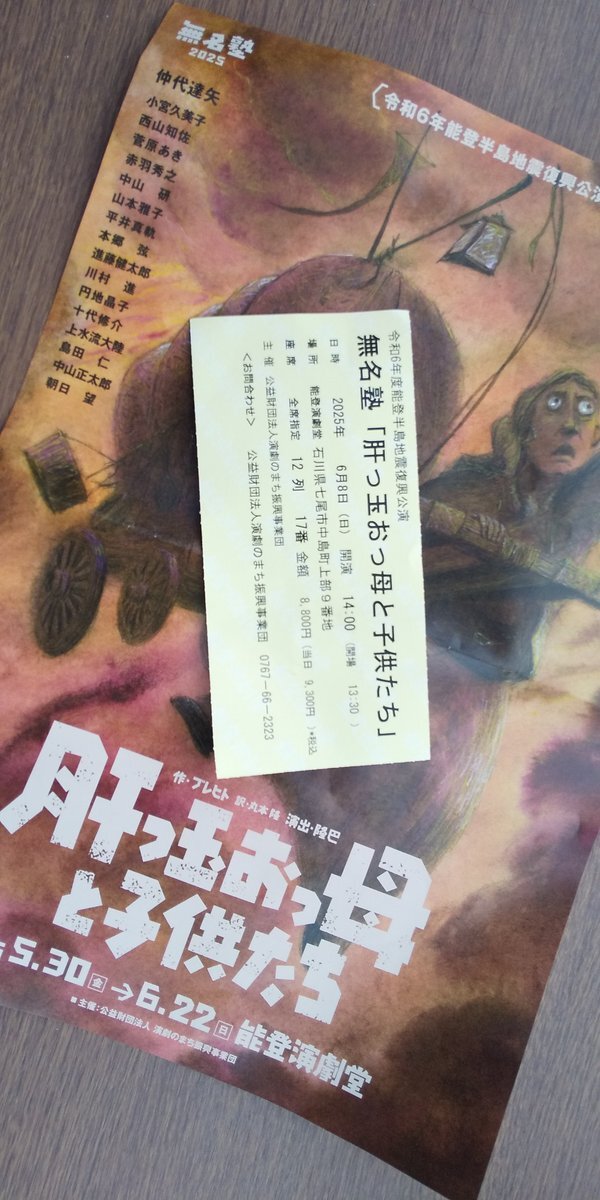 無名塾
2025
仲代達矢
小宮久美子
西山知佐
菅原あき
赤羽秀之
中山 研
山本雅子
平井真軌
本郷 弦
進藤健太郎
川村 進
円地晶子
十代修介
上水流大陸
島田 仁
中山正太郎
朝日 望
令和6年能登半島地震復興公演
令和6年度能登半島地震復興公演
無名塾「肝っ玉おっ母と子供たち」
日時 2025年 6月8日(日) 開演 14:00 (開場 13:30 )
場所 能登演劇堂 石川県七尾市中島町上部9番地
座席 全席指定 12列 17番 金額 8,800円(当日 9,300円 )*税込
主催 公益財団法人演劇のまち振興事業団
<お問合わせ> 公益財団法人演劇のまち振興事業団 0767-66-2323
作・ブレヒト 訳・丸本隆 演出・隆巴
肝っ玉おっ母
と子供たち
5.30金→6.22日 能登演劇堂
■主催:公益財団法人 演劇のまち振興事業団